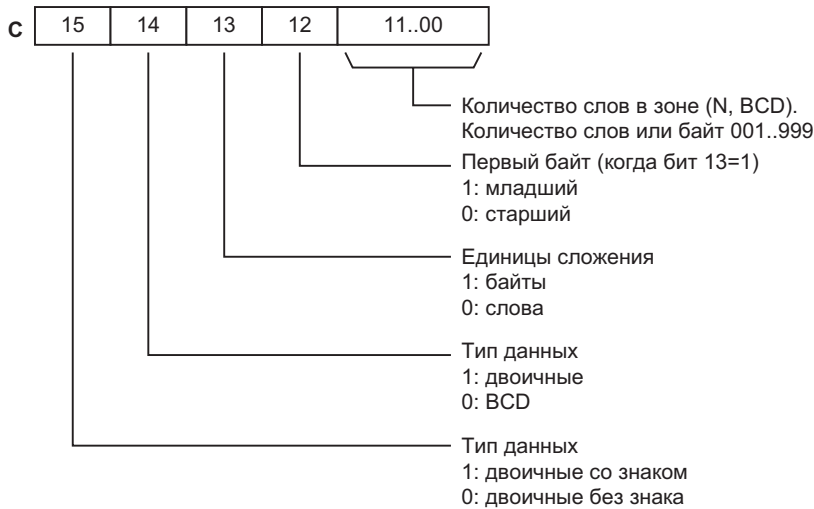 С 15 14 13 12 11..00
Количество слов в зоне (N, BCD).
Количество слов или байт 001..999
Первый байт (когда бит 13=1)
1: младший
0: старший
Единицы сложения
1: байты
0: слова
Тип данных
1: двоичные
0: BCD
Тип данных
1: двоичные со знаком
0: двоичные без знака